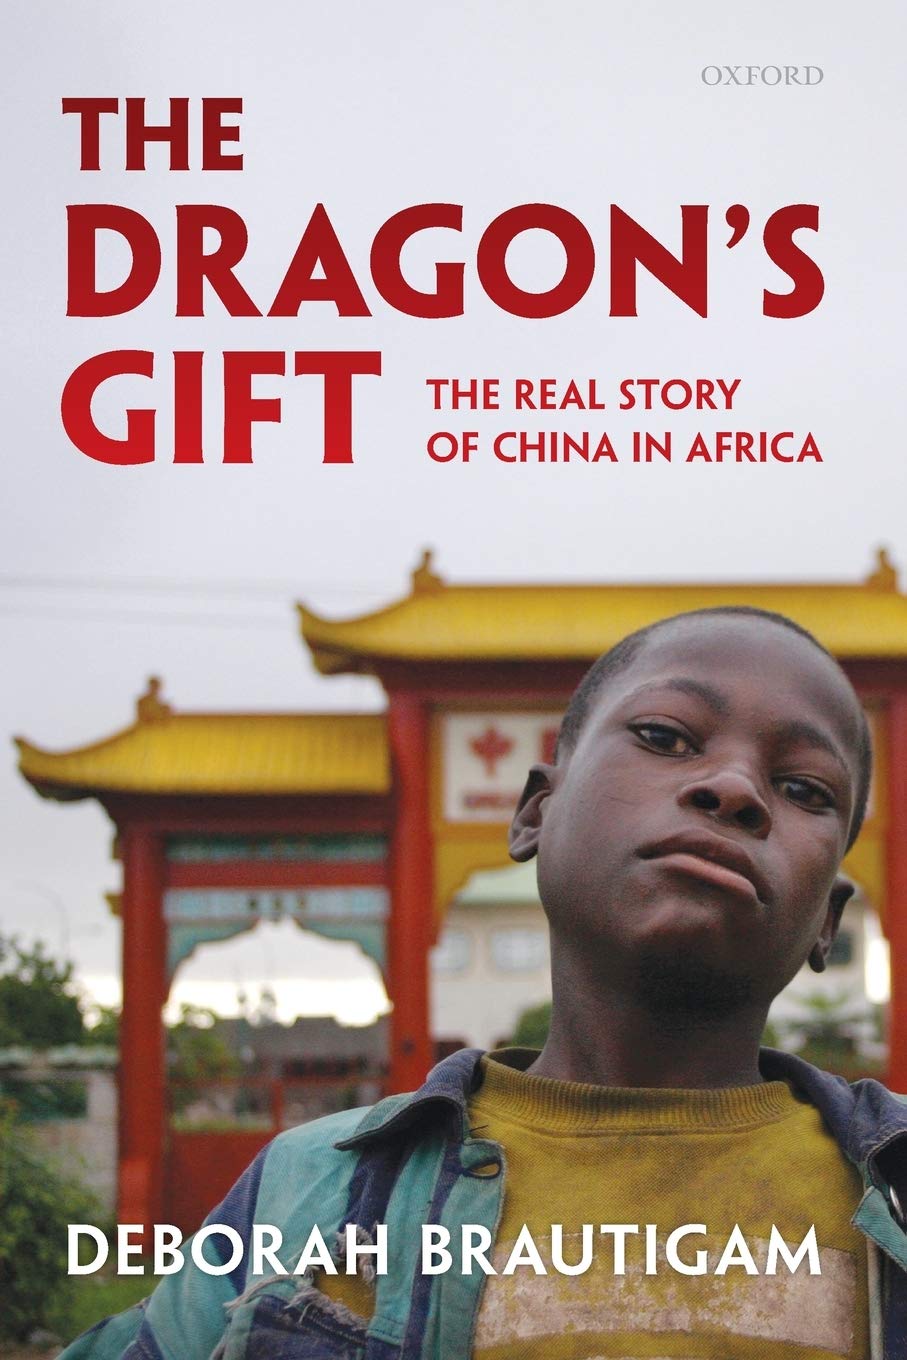 OXFORD
THE
DRAGON'S
GIFT
THE REAL STORY
OF CHINA IN AFRICA
DEBORAH BRAUTIGAM